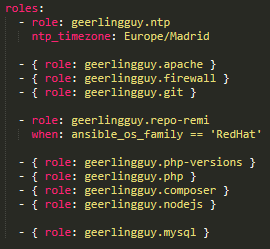 roles:
  - role: geerlingguy.ntp
    ntp_timezone: Europe/Madrid
  - { role: geerlingguy.apache }
  - { role: geerlingguy.firewall }
  - { role: geerlingguy.git }
  - role: geerlingguy.repo-remi
    when: ansible_os_family == 'RedHat'
  - { role: geerlingguy.php-versions }
  - { role: geerlingguy.php }
  - { role: geerlingguy.composer }
  - { role: geerlingguy.nodejs }
  - { role: geerlingguy.mysql }